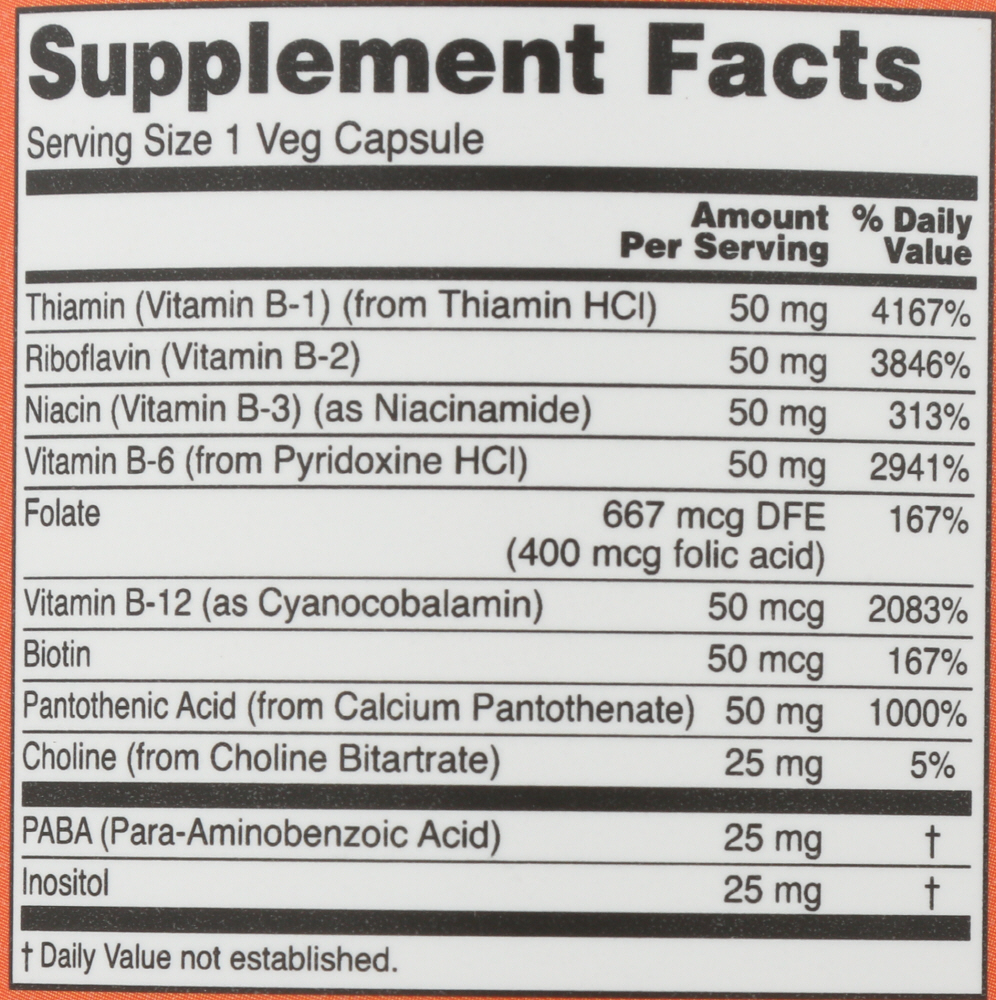 Supplement Facts
Serving Size 1 Veg Capsule
Amount % Daily
Per Serving Value
Thiamin (Vitamin B-1) (from Thiamin HCl) 50 mg 4167%
Riboflavin (Vitamin B-2) 50 mg 3846%
Niacin (Vitamin B-3) (as Niacinamide) 50 mg 313%
Vitamin B-6 (from Pyridoxine HCl) 50 mg 2941%
Folate 667 mcg DFE 167%
(400 mcg folic acid)
Vitamin B-12 (as Cyanocobalamin) 50 mcg 2083%
Biotin 50 mcg 167%
Pantothenic Acid (from Calcium Pantothenate) 50 mg 1000%
Choline (from Choline Bitartrate) 25 mg 5%
PABA (Para-Aminobenzoic Acid) 25 mg †
Inositol 25 mg †
† Daily Value not established.